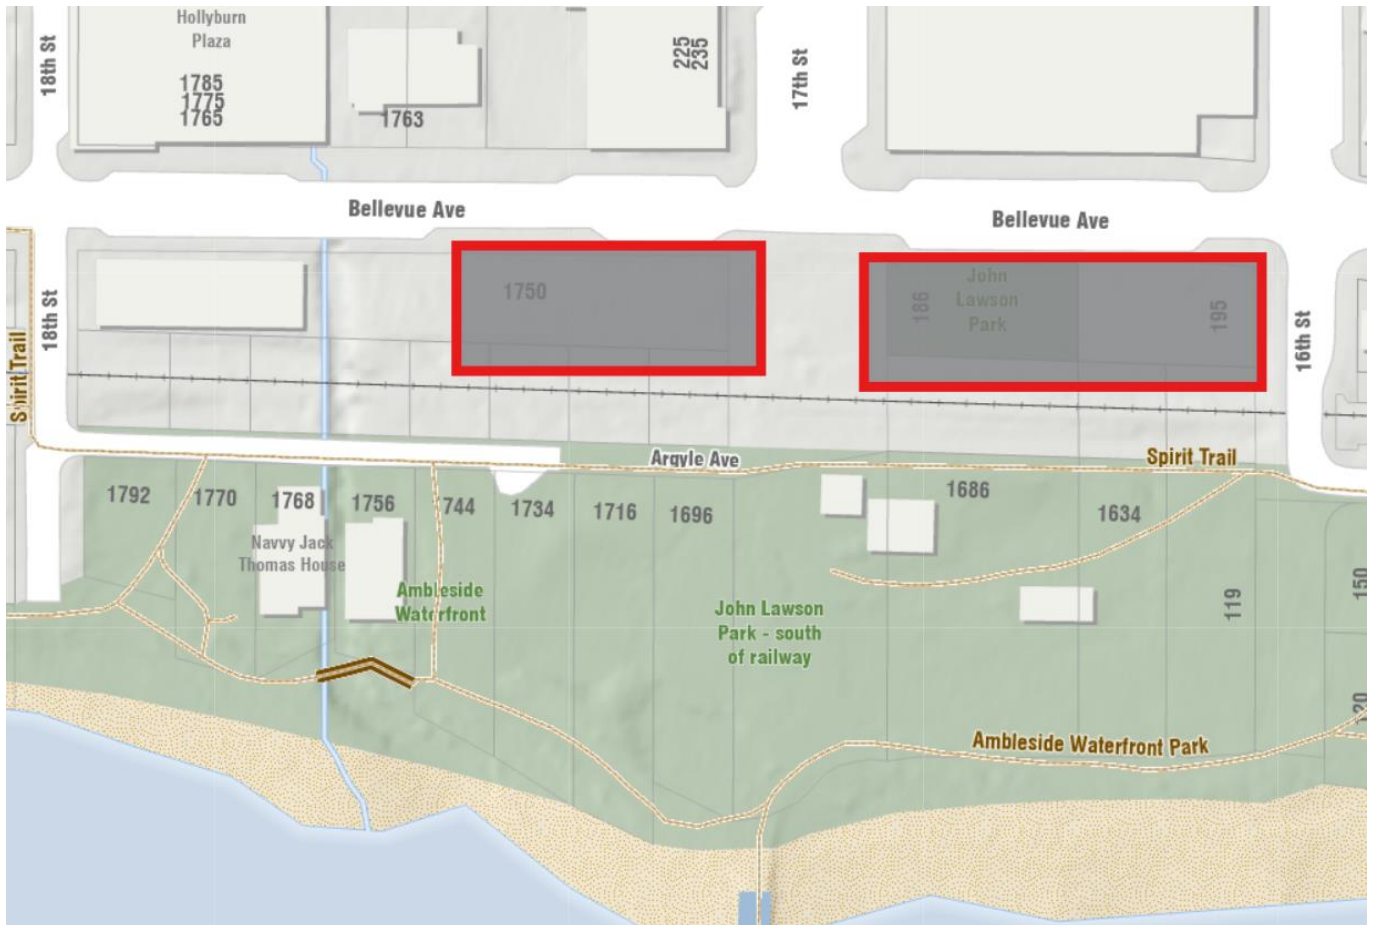 Hollyburn
Plaza
18th St
1785
1775
1765
1763
225
235
17th St
Bellevue Ave
Bellevue Ave
18th St
1750
186
John
Lawson
Park
195
16th St
Spirit Trail
Argyle Ave
Spirit Trail
1792
1770
1768
1756
744
1734
1716
1696
1686
1634
Navvy Jack
Thomas House
Ambleside
Waterfront
John Lawson
Park - south
of railway
119
150
120
Ambleside Waterfront Park